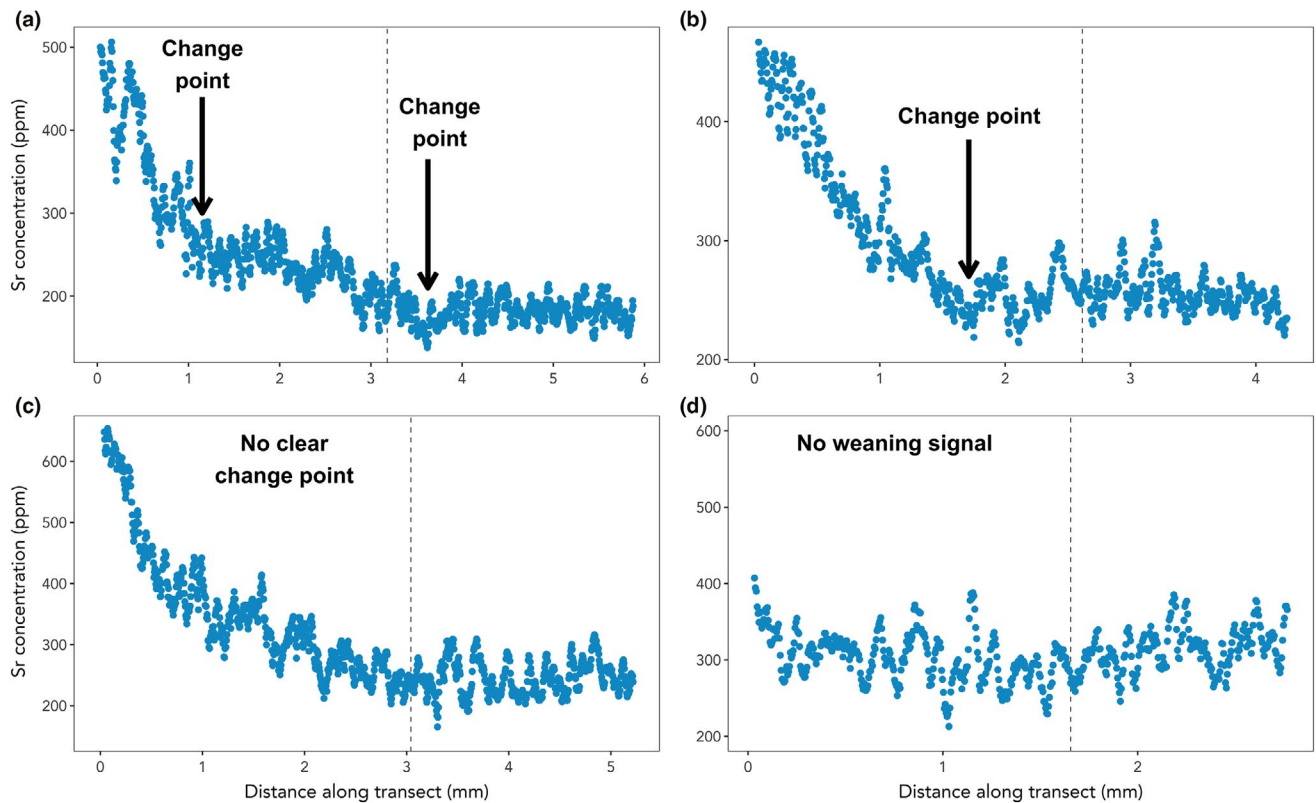 (a)
Change
point
Change
point
Sr concentration (ppm)
500
400
300
200
0
1
2
3
4
5
6
(b)
Change point
400
300
200
0
1
2
3
4
(c)
No clear
change point
Sr concentration (ppm)
600
500
400
300
200
0
1
2
3
4
5
Distance along transect (mm)
(d)
No weaning signal
600
500
400
300
200
0
1
2
Distance along transect (mm)